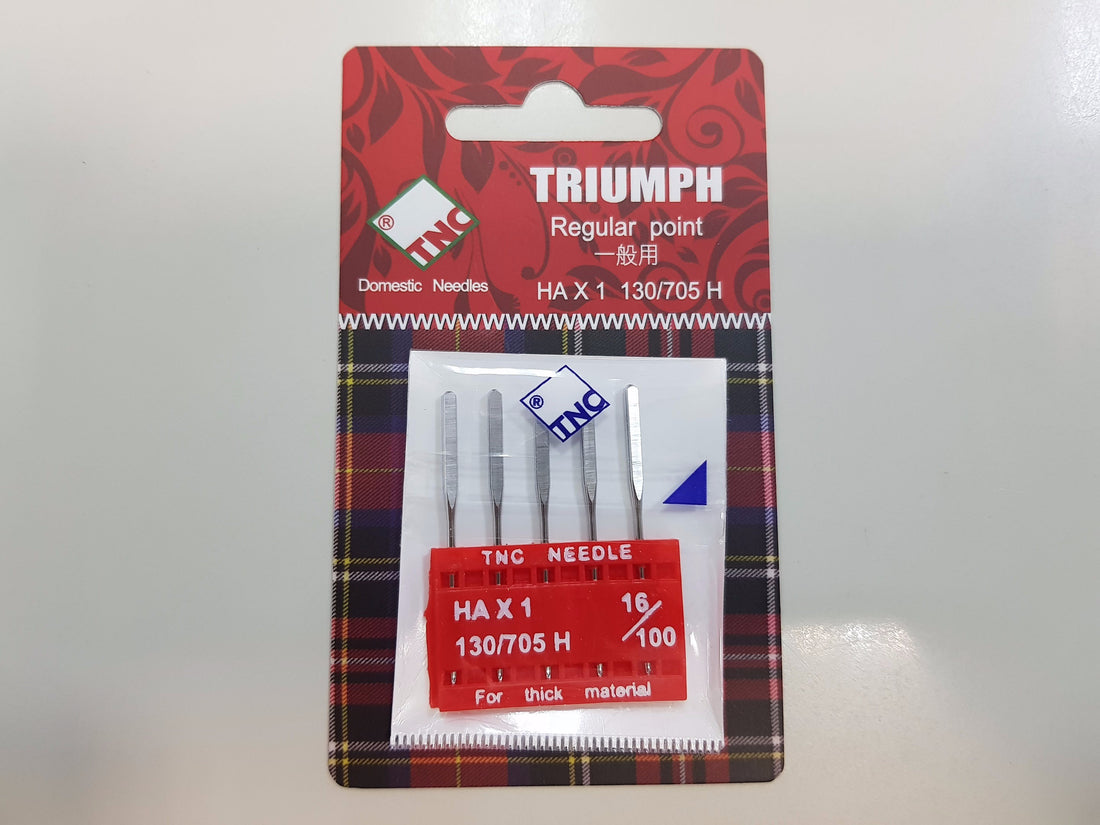 TRIUMPH
Regular point
一般用
HA X 1 130/705 H
® TNC
Domestic Needles
® TNC
TNC NEEDLE
HA X 1
16/100
130/705 H
For thick material